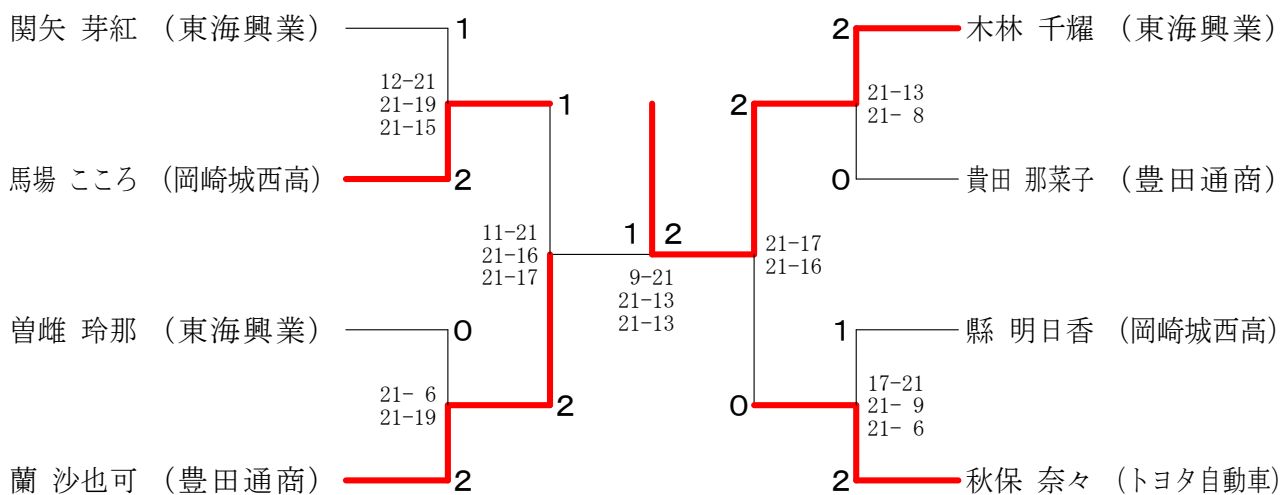 関矢 芽紅 （東海興業） 1
2 木林 千耀 （東海興業）
12-21
21-19
21-15
1
2
21-13
21- 8
馬場 こころ （岡崎城西高） 2
0 貴田 那菜子 （豊田通商）
11-21
21-16
21-17
1 2
9-21
21-13
21-13
21-17
21-16
曽雌 玲那 （東海興業） 0
1 縣 明日香 （岡崎城西高）
21- 6
21-19
2
0
17-21
21- 9
21- 6
蘭 沙也可 （豊田通商） 2
2 秋保 奈々 （トヨタ自動車）